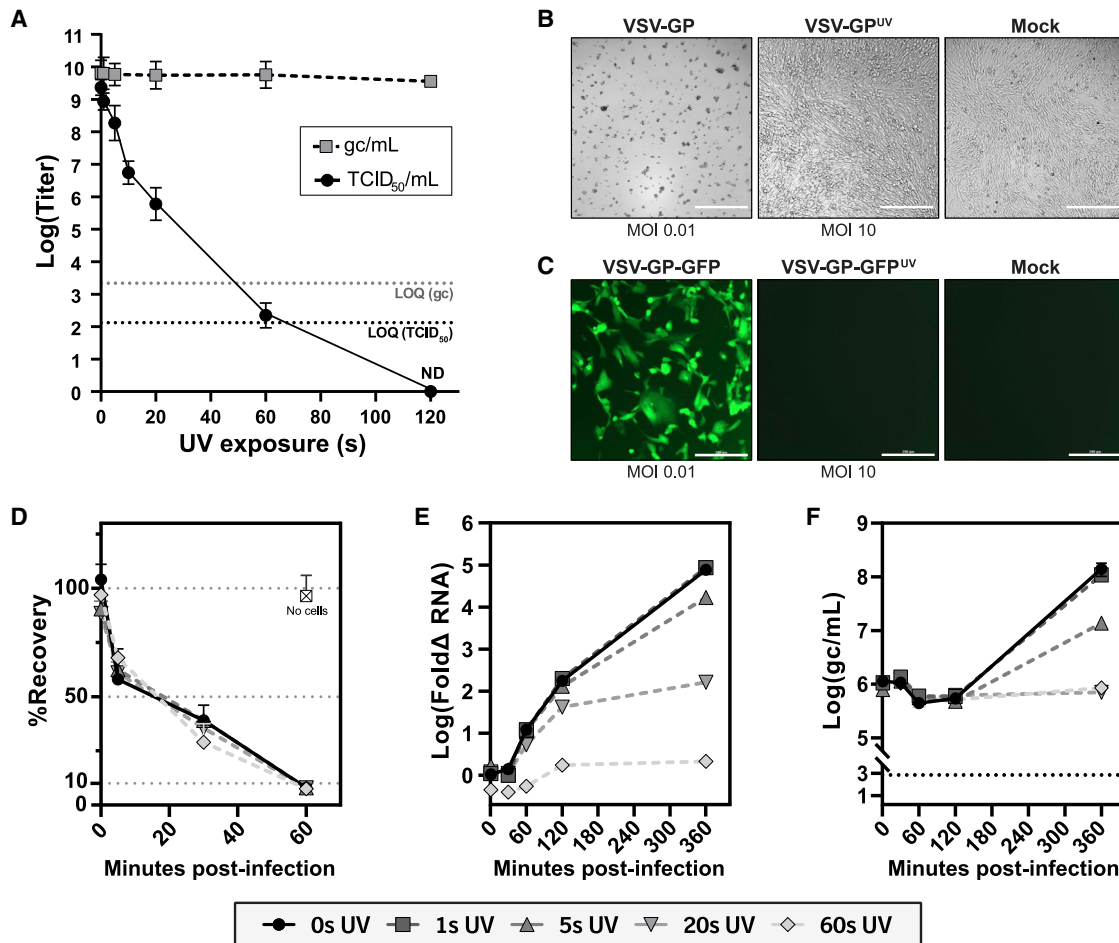 A
Log(Titer)
11
10
9
8
7
6
5
4
3
2
1
0
gc/mL
TCID50/mL
LOQ (gc)
LOQ (TCID50)
ND
0 20 40 60 80 100 120
UV exposure (s)
B
VSV-GP VSV-GPUV Mock
MOI 0.01 MOI 10
C
VSV-GP-GFP VSV-GP-GFPUV Mock
MOI 0.01 MOI 10
D
%Recovery
100
50
10
0
No cells
0 20 40 60
Minutes post-infection
E
Log(FoldΔ RNA)
6
5
4
3
2
1
0
0 60 120 180 240 300 360
Minutes post-infection
F
Log(gc/mL)
9
8
7
6
5
3
1
0 60 120 180 240 300 360
Minutes post-infection
0s UV 1s UV 5s UV 20s UV 60s UV